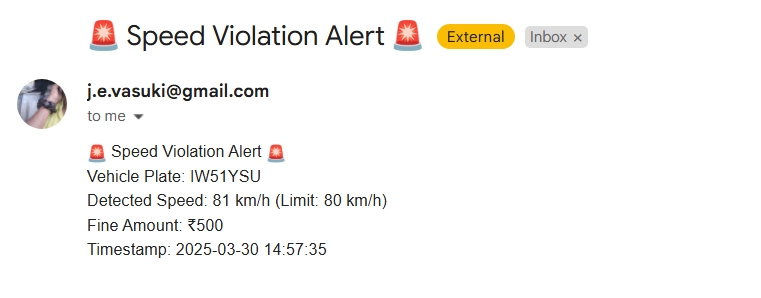 🚨 Speed Violation Alert 🚨 External Inbox ×
j.e.vasuki@gmail.com
to me
🚨 Speed Violation Alert 🚨
Vehicle Plate: IW51YSU
Detected Speed: 81 km/h (Limit: 80 km/h)
Fine Amount: ₹500
Timestamp: 2025-03-30 14:57:35